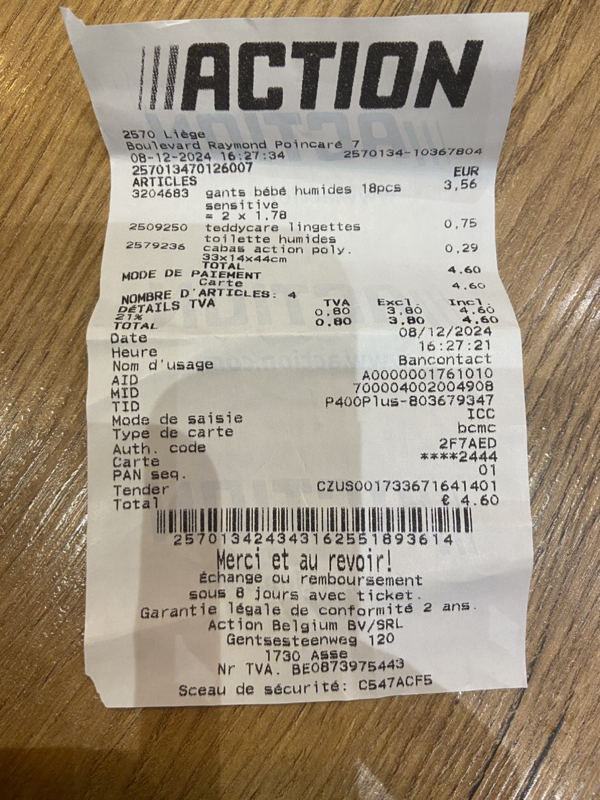 ACTION
2570 Liège
Boulevard Raymond Poincaré 7
08-12-2024 16:27:34 2570134-10367804
257013470126007
EUR
ARTICLES
3204683 gants bébé humides 18pcs 3,56
sensitive
= 2 x 1,78
2509250 teddycare lingettes 0,75
toilette humides
2579236 cabas action poly. 0,29
33x14x44cm
TOTAL 4.60
MODE DE PAIEMENT
Carte 4.60
NOMBRE D'ARTICLES: 4
DÉTAILS TVA TVA Excl. Incl.
21% 0.80 3.80 4.60
TOTAL 0.80 3.80 4.60
Date 08/12/2024
Heure 16:27:21
Nom d'usage Bancontact
AID A0000001761010
MID 700004002004908
TID P400Plus-803679347
Mode de saisie ICC
Type de carte bcmc
Auth. code 2F7AED
Carte ****2444
PAN seq. 01
Tender CZUS001733671641401
Total € 4.60
2570134243431625518​93614
Merci et au revoir!
Échange ou remboursement
sous 8 jours avec ticket.
Garantie légale de conformité 2 ans.
Action Belgium BV/SRL
Gentsesteenweg 120
1730 Asse
Nr TVA. BE0873975443
Sceau de sécurité: C547ACF5